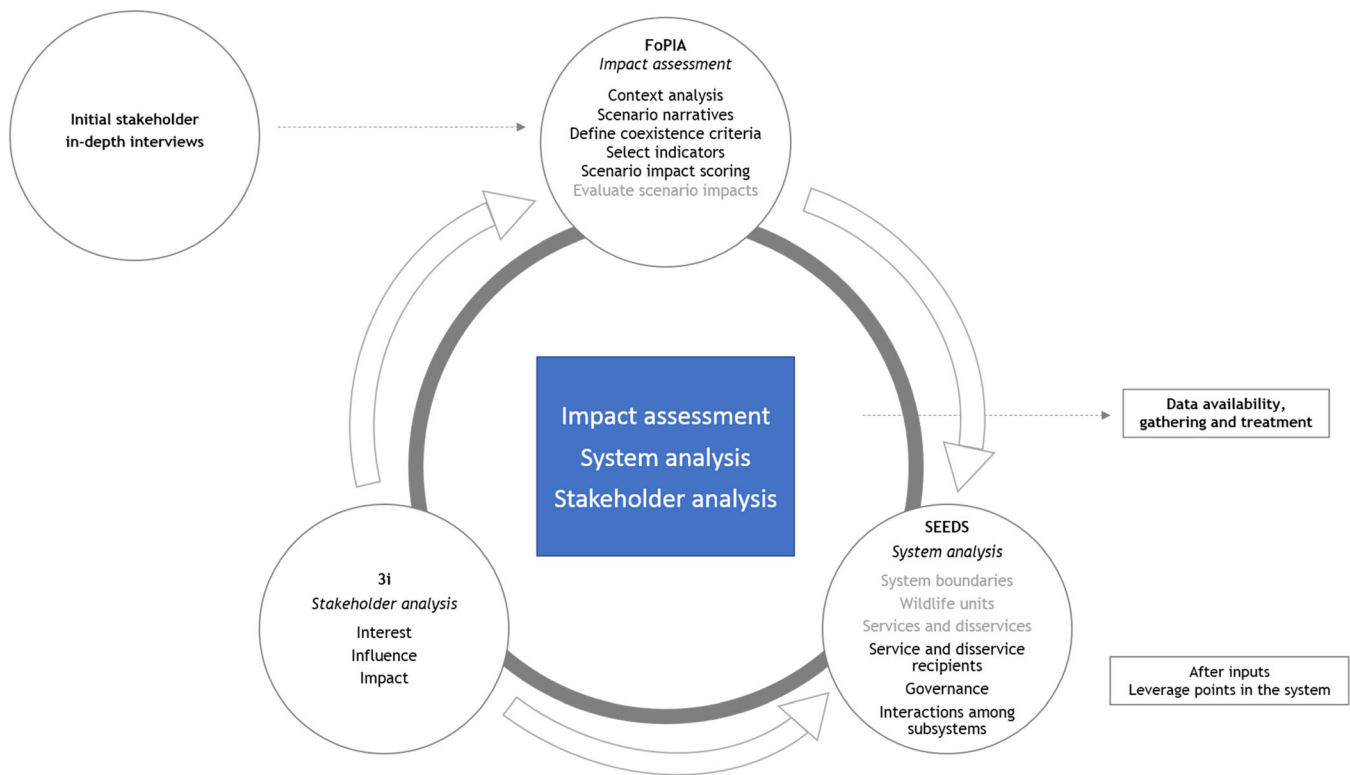 Initial stakeholder
in-depth interviews
FoPIA
Impact assessment
Context analysis
Scenario narratives
Define coexistence criteria
Select indicators
Scenario impact scoring
Evaluate scenario impacts
Impact assessment
System analysis
Stakeholder analysis
Data availability,
gathering and treatment
3i
Stakeholder analysis
Interest
Influence
Impact
SEEDS
System analysis
System boundaries
Wildlife units
Services and disservices
Service and disservice
recipients
Governance
Interactions among
subsystems
After inputs
Leverage points in the system